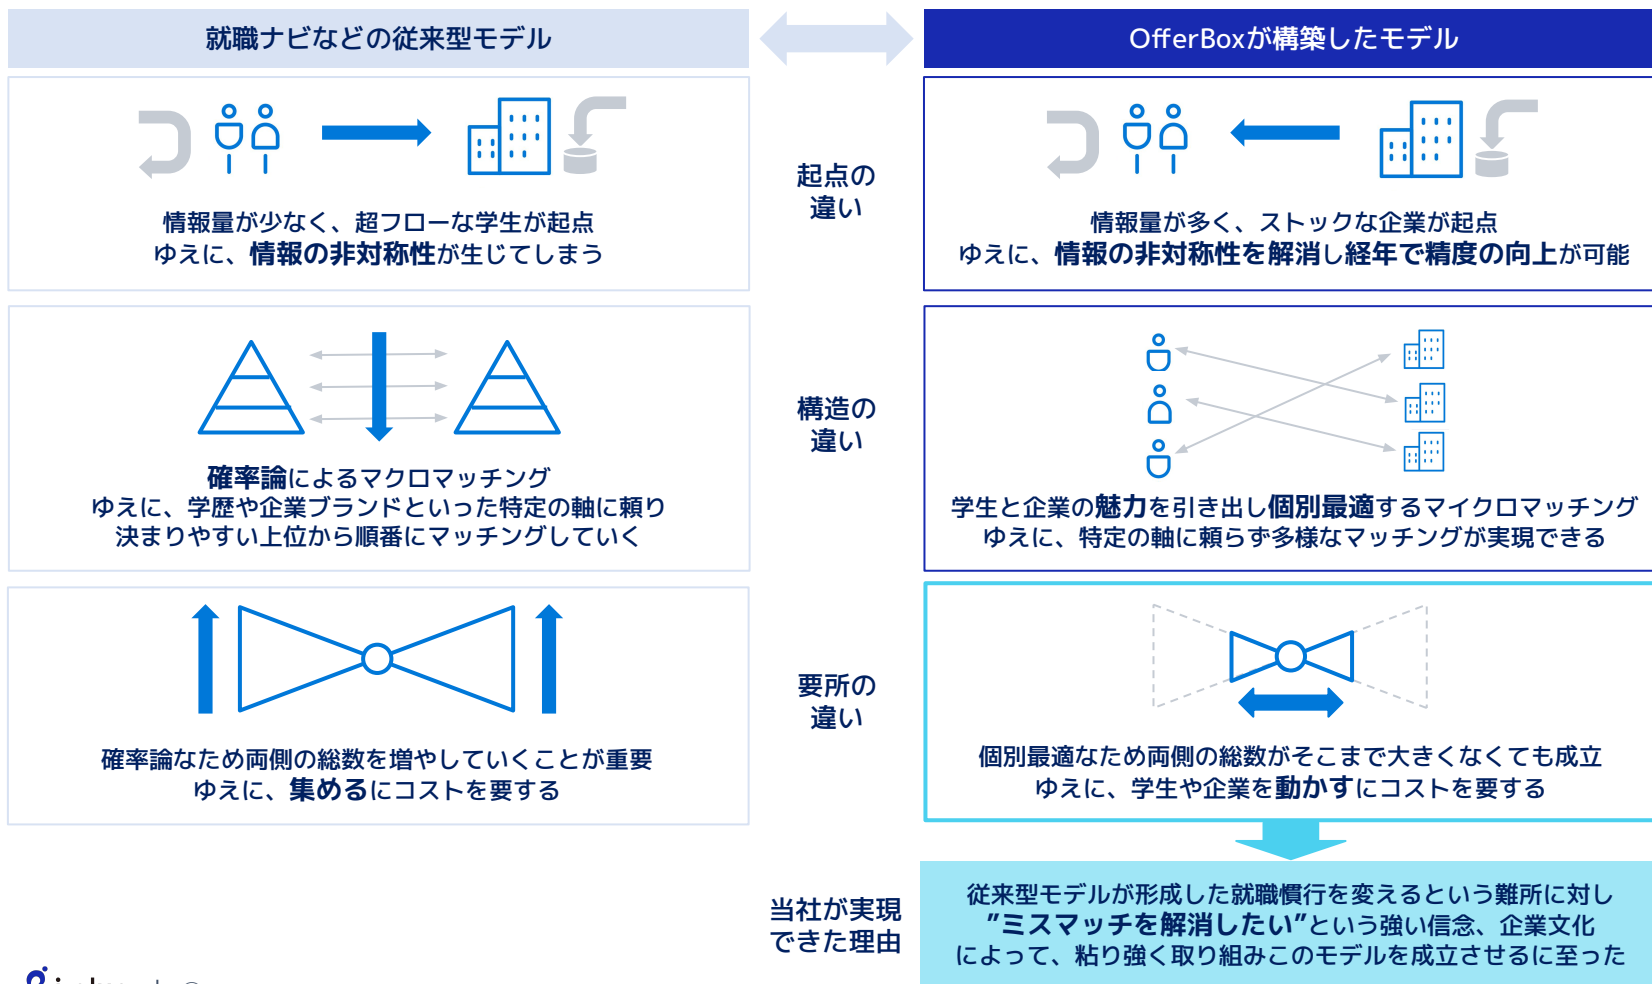 就職ナビなどの従来型モデル
OfferBoxが構築したモデル
情報量が少なく、超フローな学生が起点
ゆえに、情報の非対称性が生じてしまう
起点の
違い
情報量が多く、ストックな企業が起点
ゆえに、情報の非対称性を解消し経年で精度の向上が可能
確率論によるマクロマッチング
ゆえに、学歴や企業ブランドといった特定の軸に頼り
決まりやすい上位から順番にマッチングしていく
構造の
違い
学生と企業の魅力を引き出し個別最適するマイクロマッチング
ゆえに、特定の軸に頼らず多様なマッチングが実現できる
確率論なため両側の総数を増やしていくことが重要
ゆえに、集めるにコストを要する
要所の
違い
個別最適なため両側の総数がそこまで大きくなくても成立
ゆえに、学生や企業を動かすにコストを要する
当社が実現
できた理由
従来型モデルが形成した就職慣行を変えるという難所に対し
”ミスマッチを解消したい”という強い信念、企業文化
によって、粘り強く取り組みこのモデルを成立させるに至った